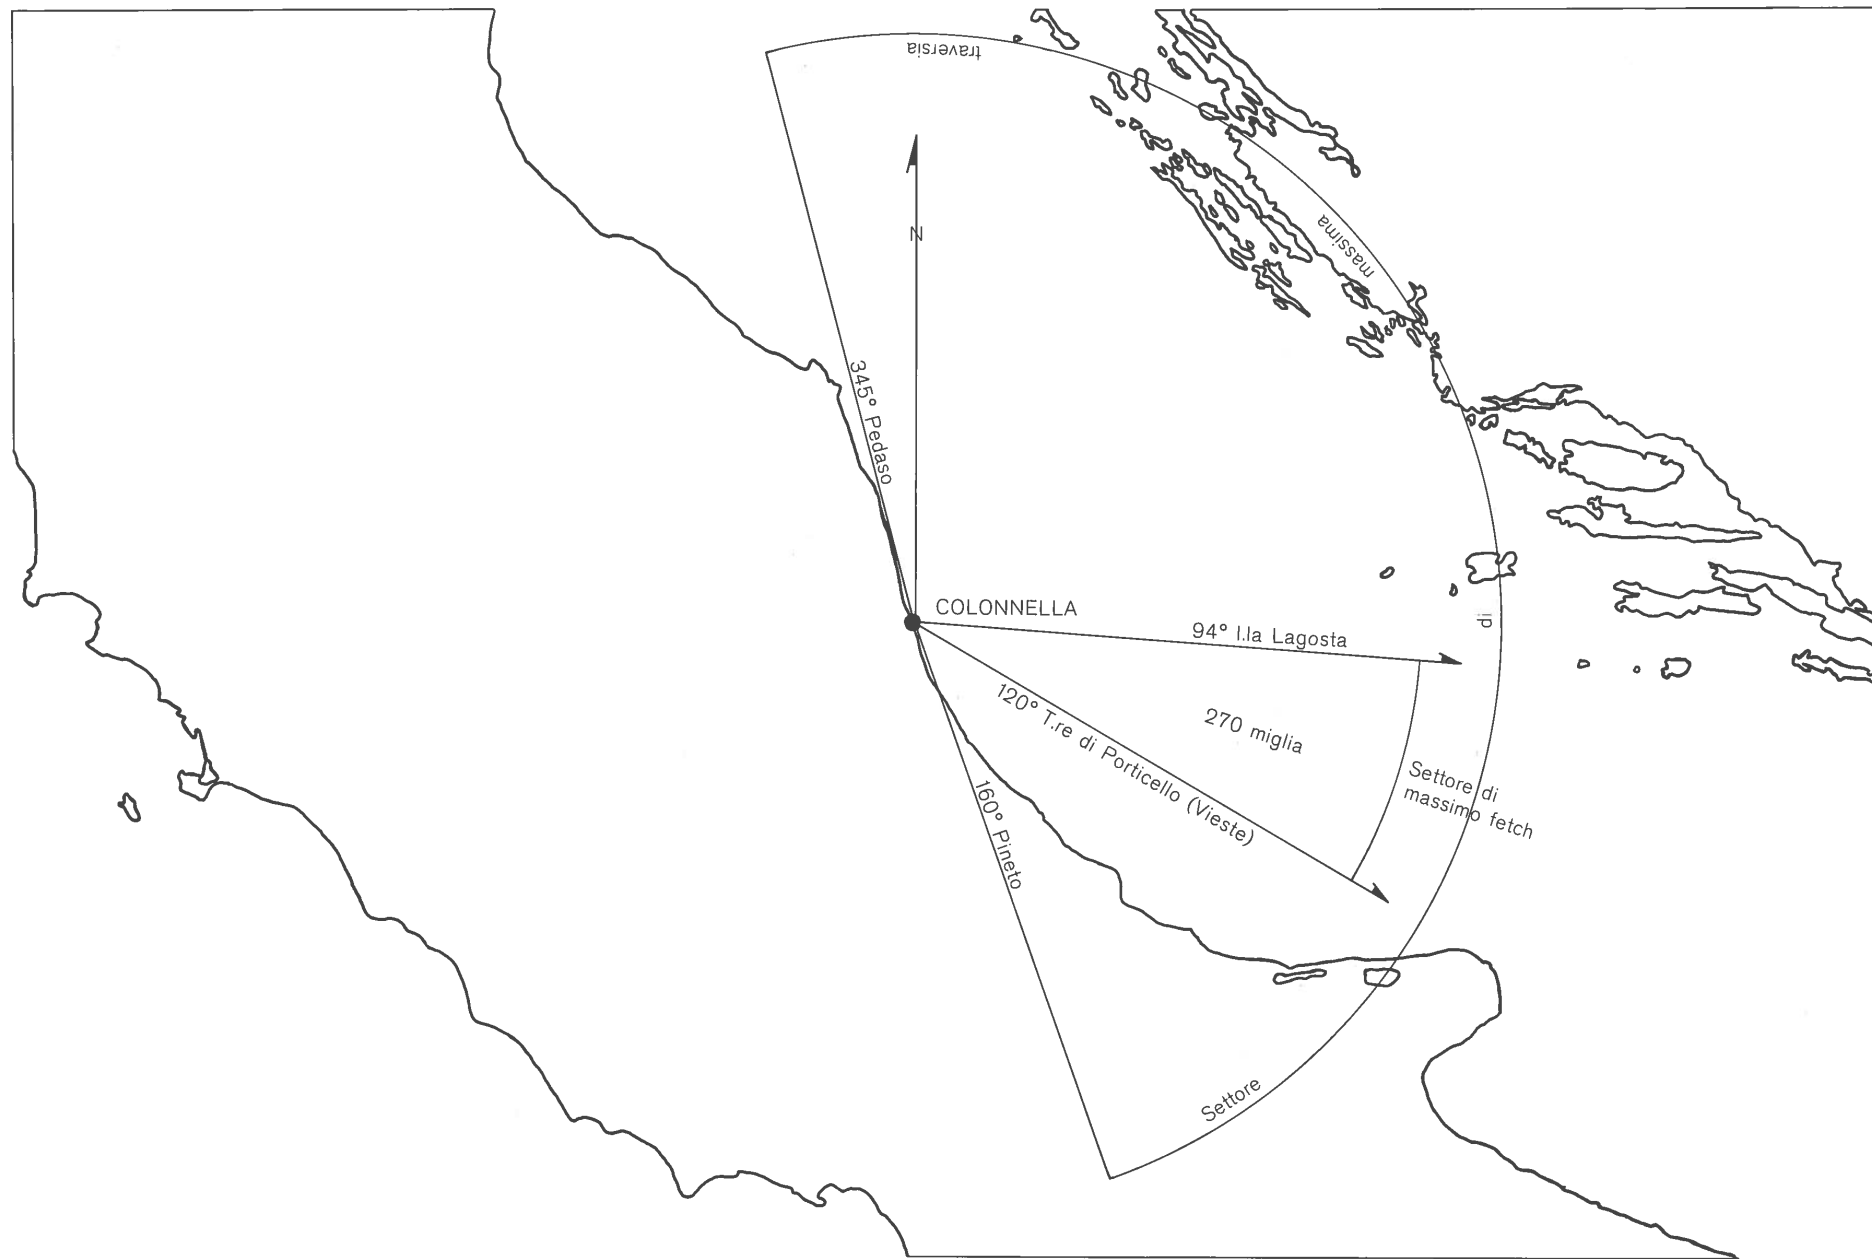 traversia
massima
N
345° Pedaso
COLONNELLA
di
94° I.la Lagosta
120° T.re di Porticello (Vieste)
270 miglia
Settore di
massimo fetch
160° Pineto
Settore